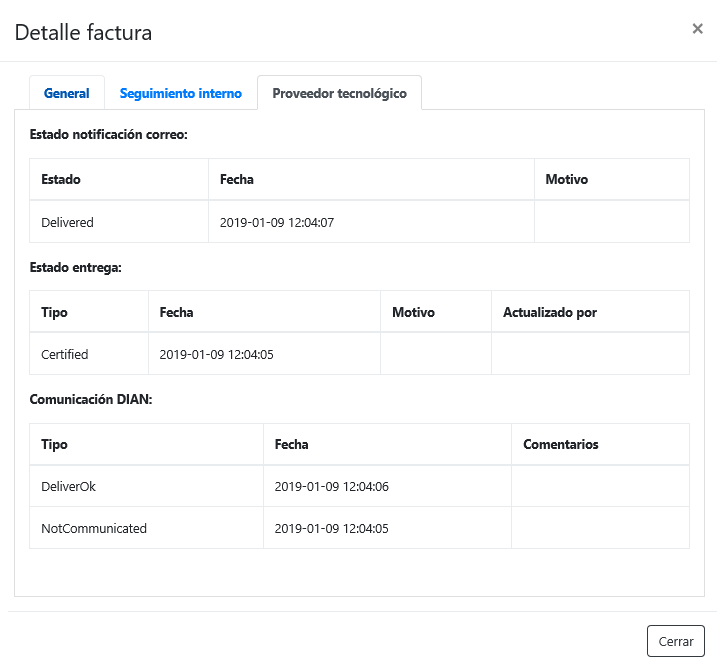 Detalle factura ×
General Seguimiento interno Proveedor tecnológico
Estado notificación correo:
Estado Fecha Motivo
Delivered 2019-01-09 12:04:07
Estado entrega:
Tipo Fecha Motivo Actualizado por
Certified 2019-01-09 12:04:05
Comunicación DIAN:
Tipo Fecha Comentarios
DeliverOk 2019-01-09 12:04:06
NotCommunicated 2019-01-09 12:04:05
Cerrar